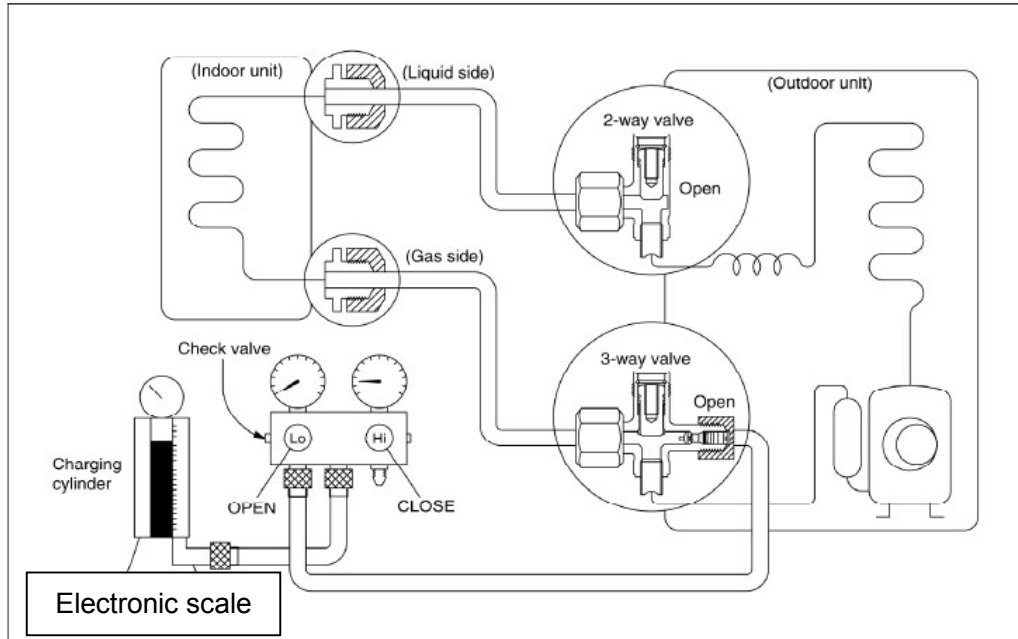 (Indoor unit)
(Liquid side)
(Outdoor unit)
2-way valve
Open
(Gas side)
3-way valve
Open
Check valve
Lo
Hi
Charging
cylinder
OPEN
CLOSE
Electronic scale